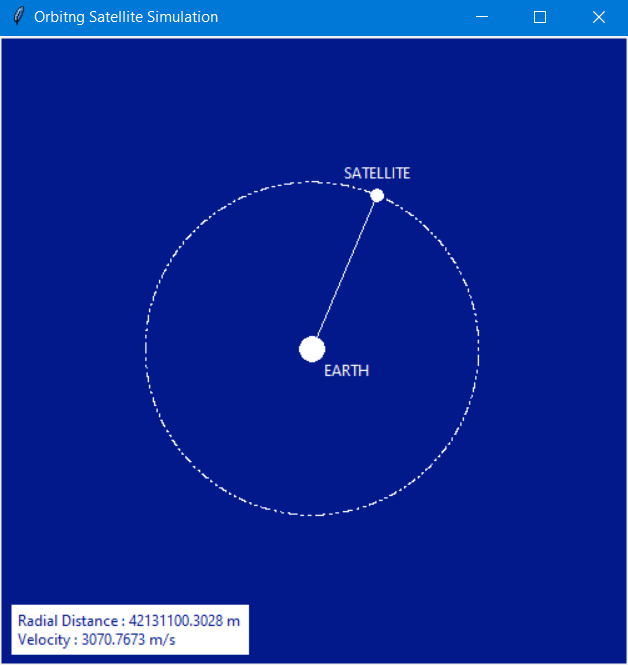 Orbitng Satellite Simulation
SATELLITE
EARTH
Radial Distance : 42131100.3028 m
Velocity : 3070.7673 m/s